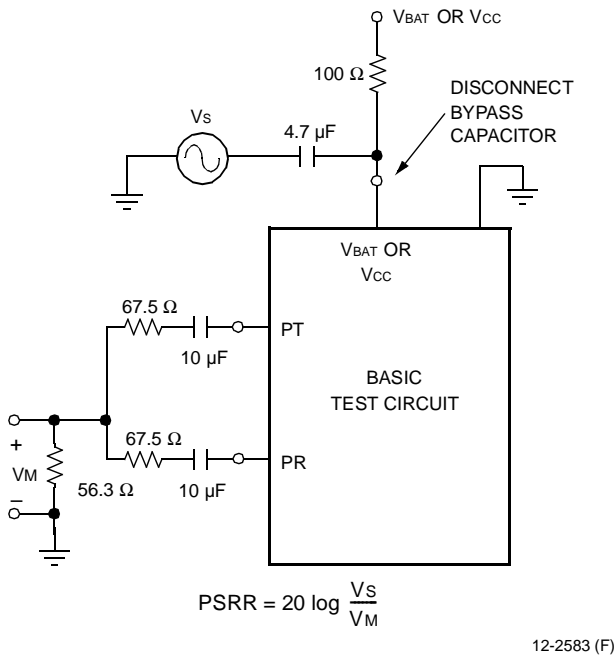 VBAT OR VCC
100 Ω
DISCONNECT
BYPASS
CAPACITOR
VS
4.7 µF
VBAT OR
VCC
67.5 Ω
10 µF
PT
BASIC
TEST CIRCUIT
67.5 Ω
10 µF
PR
+
VM
–
56.3 Ω
PSRR = 20 log VS
VM
12-2583 (F)